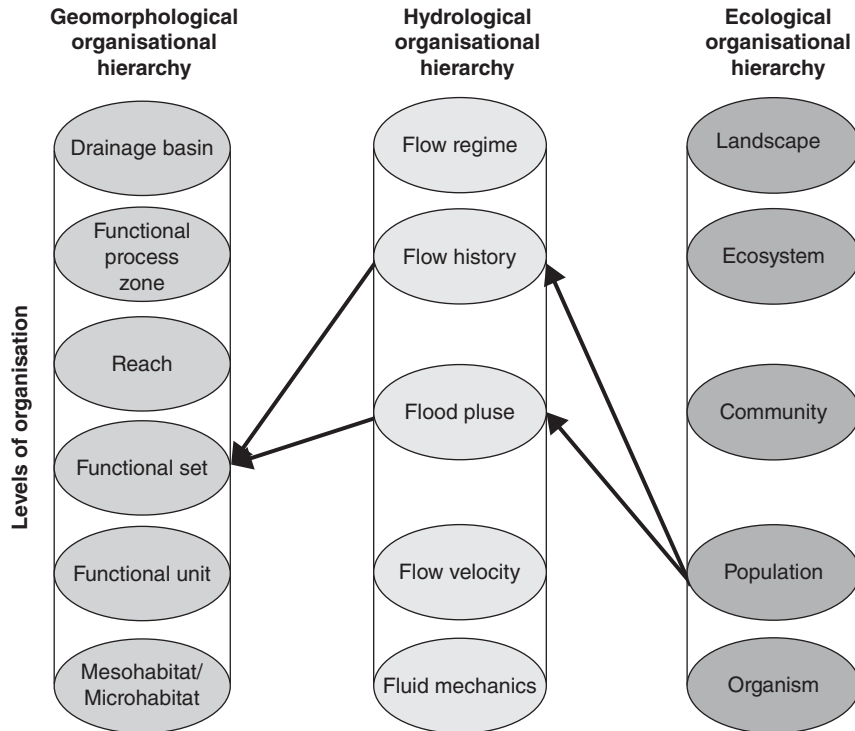 Geomorphological
organisational
hierarchy
Hydrological
organisational
hierarchy
Ecological
organisational
hierarchy
Levels of organisation
Drainage basin
Functional
process
zone
Reach
Functional set
Functional unit
Mesohabitat/
Microhabitat
Flow regime
Flow history
Flood pluse
Flow velocity
Fluid mechanics
Landscape
Ecosystem
Community
Population
Organism